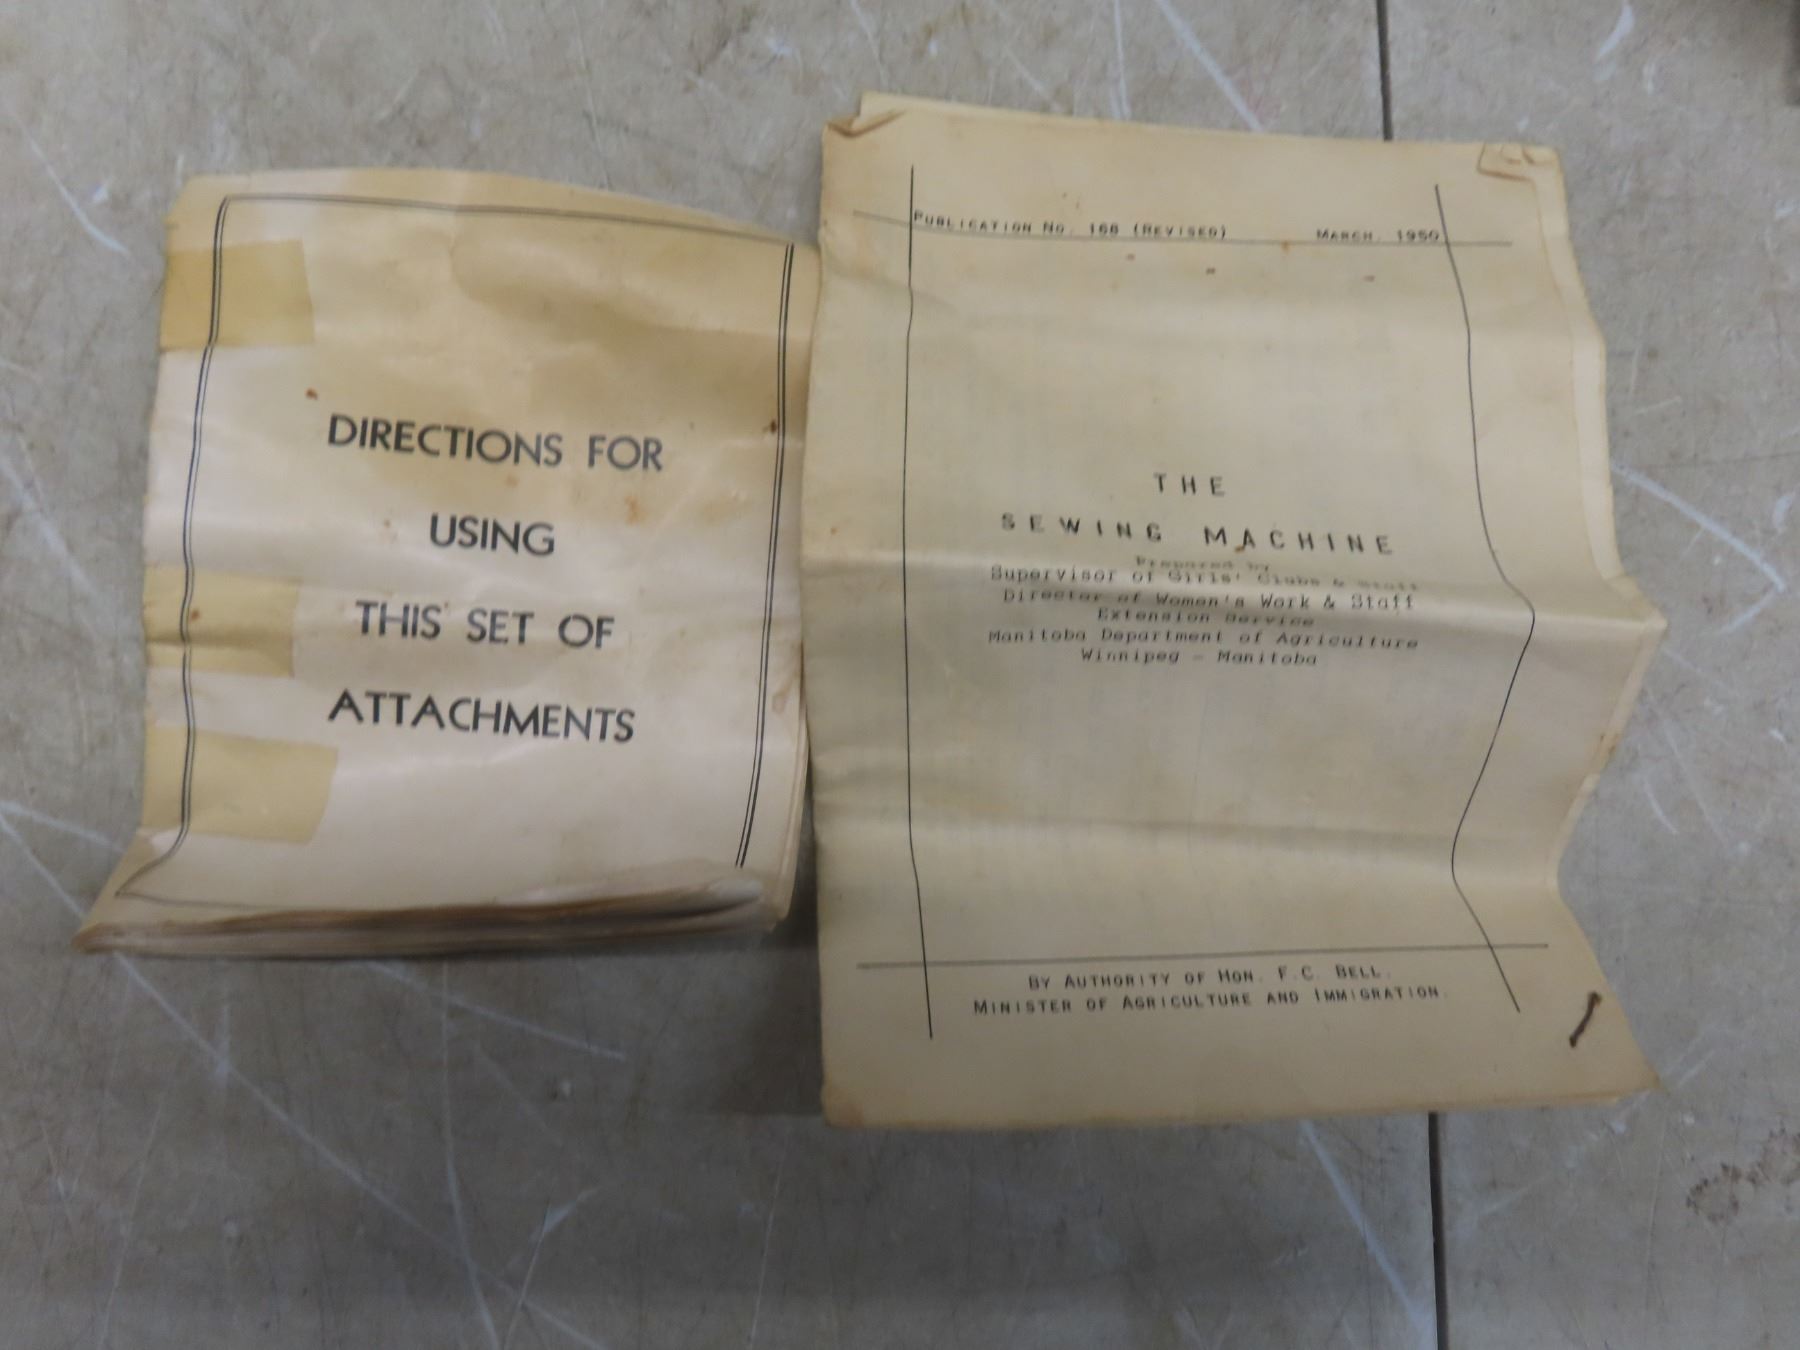 DIRECTIONS FOR
USING
THIS SET OF
ATTACHMENTS
PUBLICATION NO. 168 (REVISED) MARCH. 1950
THE
SEWING MACHINE
Prepared by
Supervisor of Girls' Clubs & Staff
Director of Women's Work & Staff
Extension Service
Manitoba Department of Agriculture
Winnipeg - Manitoba
BY AUTHORITY OF HON. F.C. BELL.
MINISTER OF AGRICULTURE AND IMMIGRATION.